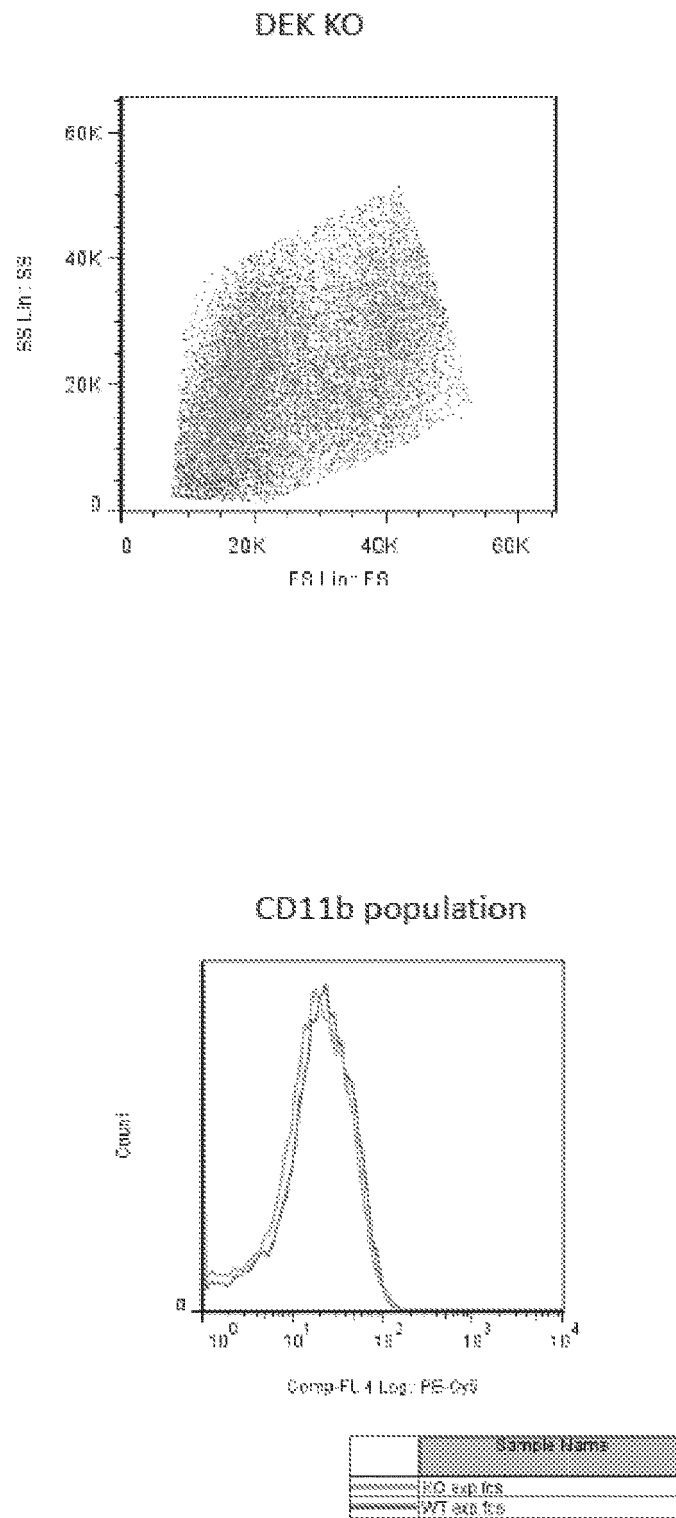 DEK KO
60K
40K
20K
0
SS Lin:: SS
0 20K 40K 60K
FS Lin:: FS
CD11b population
Count
0
10^0 10^1 10^2 10^3 10^4
Comp-FL 4 Log:: PE-Cy5
Sample Name
KO exp.fcs
WT exp.fcs